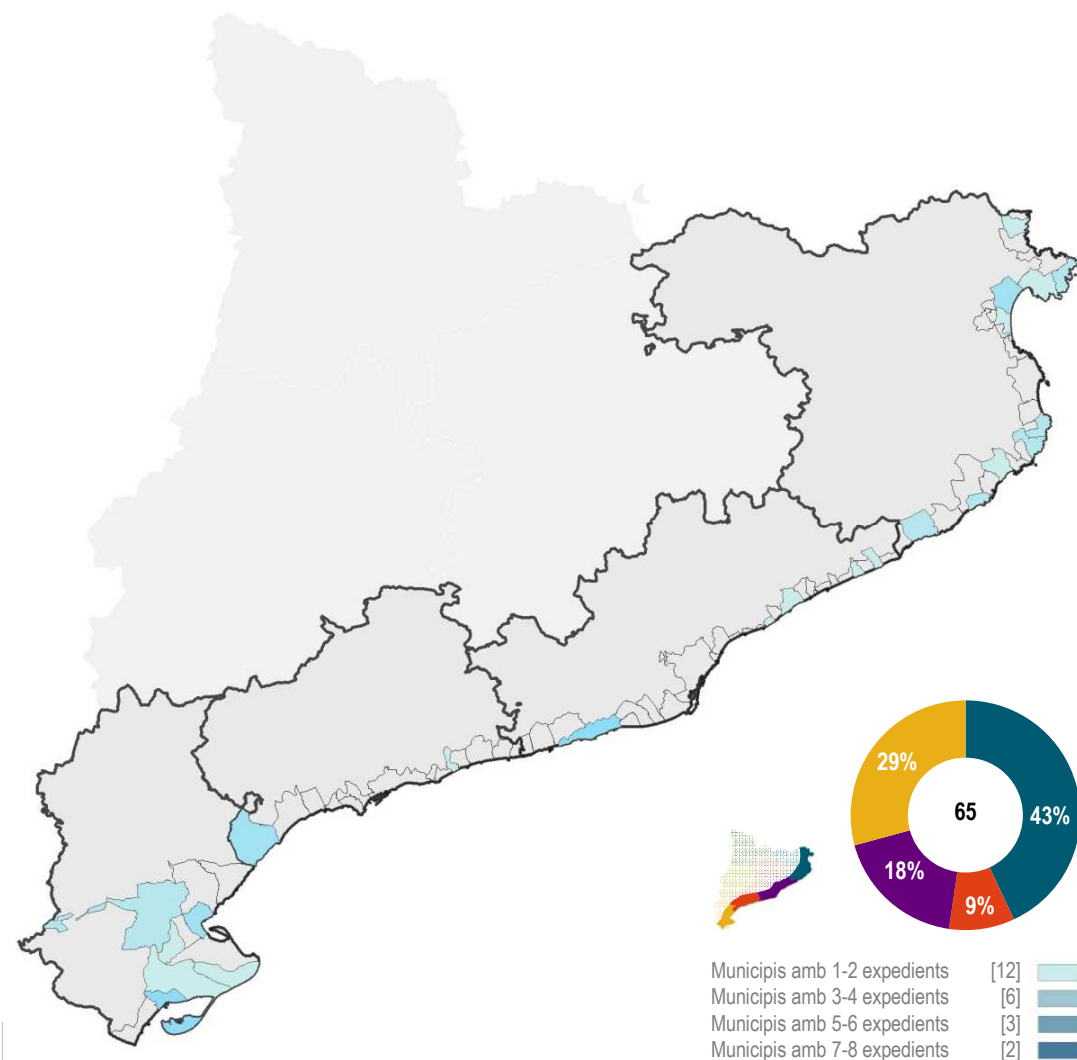 29%
43%
65
18%
9%
Municipis amb 1-2 expedients [12]
Municipis amb 3-4 expedients [6]
Municipis amb 5-6 expedients [3]
Municipis amb 7-8 expedients [2]